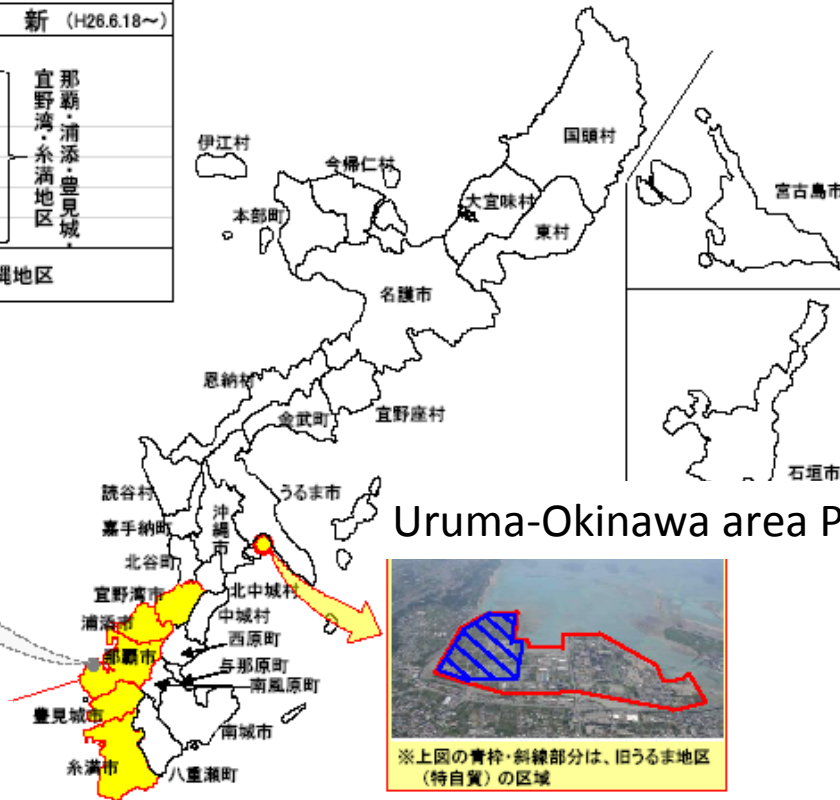 新 (H26.6.18～)
那覇・浦添・豊見城・
宜野湾・糸満地区
縄地区
国頭村
伊江村
今帰仁村
大宜味村
宮古島市
本部町
東村
名護市
恩納村
金武町
宜野座村
石垣市
読谷村
うるま市
沖縄市
嘉手納町
北谷町
Uruma-Okinawa area P
宜野湾市
北中城村
浦添市
中城村
西原町
那覇市
与那原町
南風原町
豊見城市
南城市
糸満市
八重瀬町
※上図の青枠・斜線部分は、旧うるま地区
（特自貿）の区域